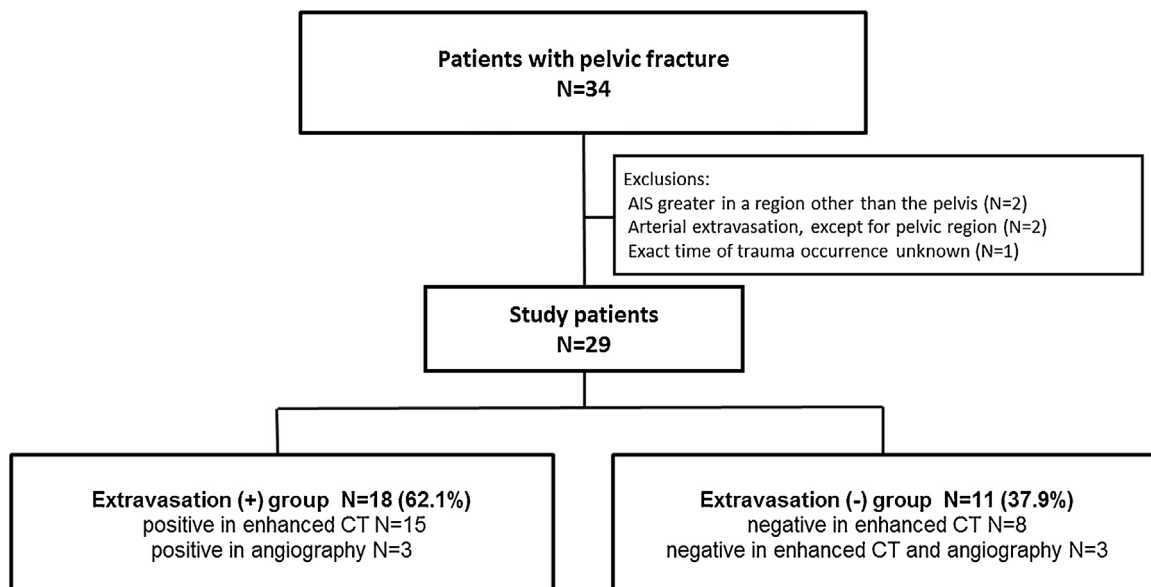 Patients with pelvic fracture
N=34
Exclusions:
AIS greater in a region other than the pelvis (N=2)
Arterial extravasation, except for pelvic region (N=2)
Exact time of trauma occurrence unknown (N=1)
Study patients
N=29
Extravasation (+) group N=18 (62.1%)
positive in enhanced CT N=15
positive in angiography N=3
Extravasation (-) group N=11 (37.9%)
negative in enhanced CT N=8
negative in enhanced CT and angiography N=3